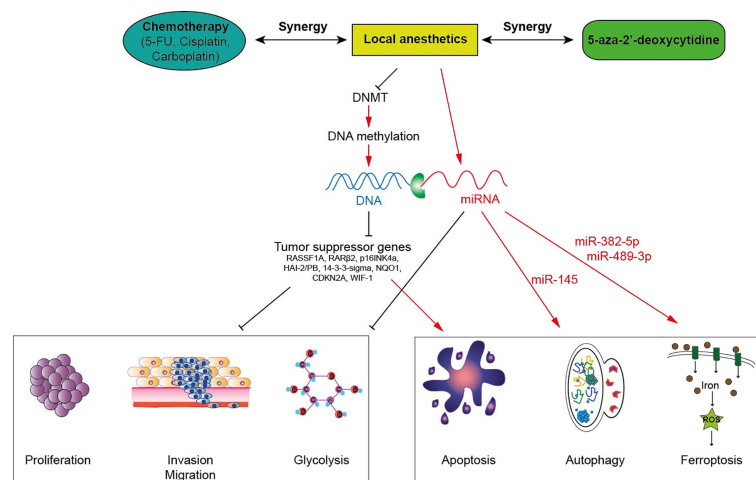 Chemotherapy
(5-FU, Cisplatin,
Carboplatin)
Synergy
Local anesthetics
Synergy
5-aza-2'-deoxycytidine
DNMT
DNA methylation
DNA
miRNA
Tumor suppressor genes
RASSF1A, RARβ2, p16INK4a,
HAI-2/PB, 14-3-3-sigma, NQO1,
CDKN2A, WIF-1
miR-382-5p
miR-489-3p
miR-145
Iron
ROS
Proliferation
Invasion
Migration
Glycolysis
Apoptosis
Autophagy
Ferroptosis